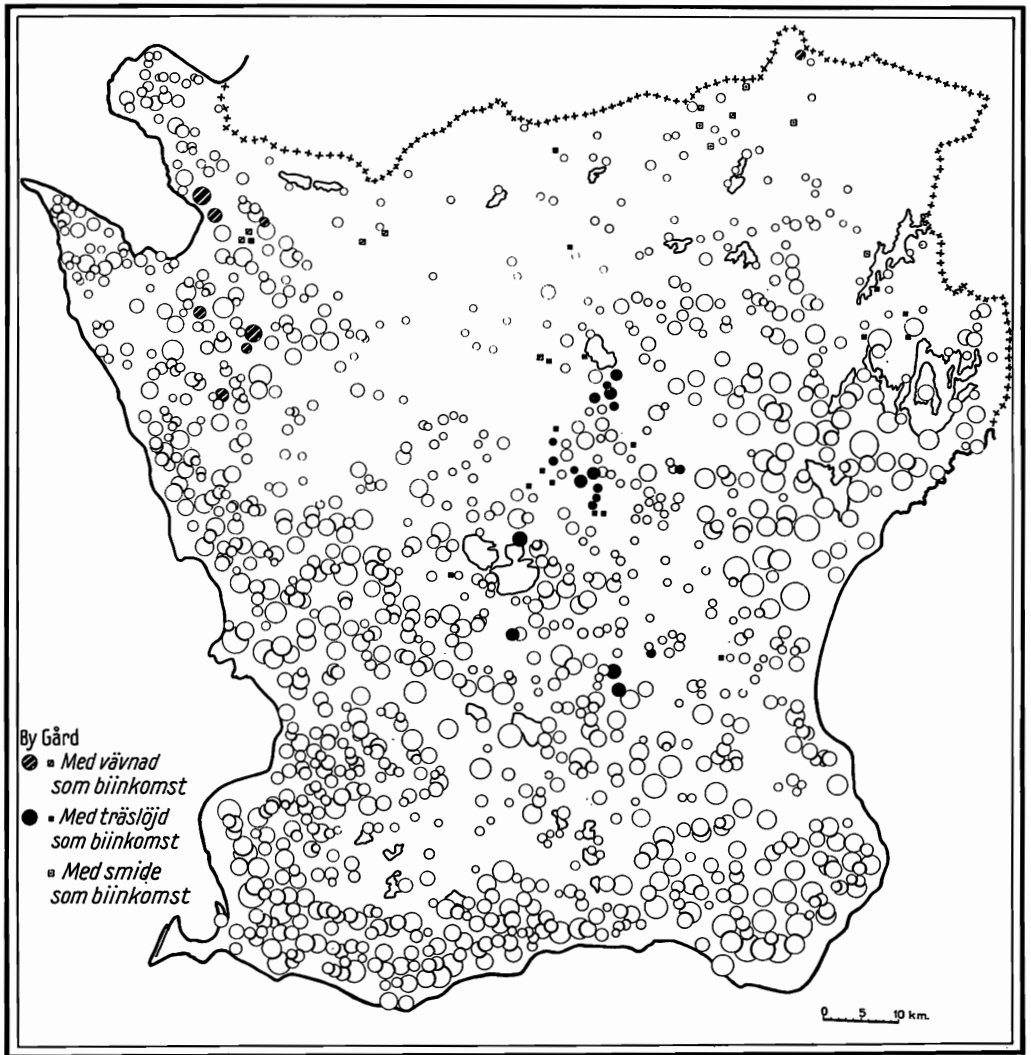 By Gård
Med vävnad
som biinkomst
Med träslöjd
som biinkomst
Med smide
som biinkomst
0 5 10 km.